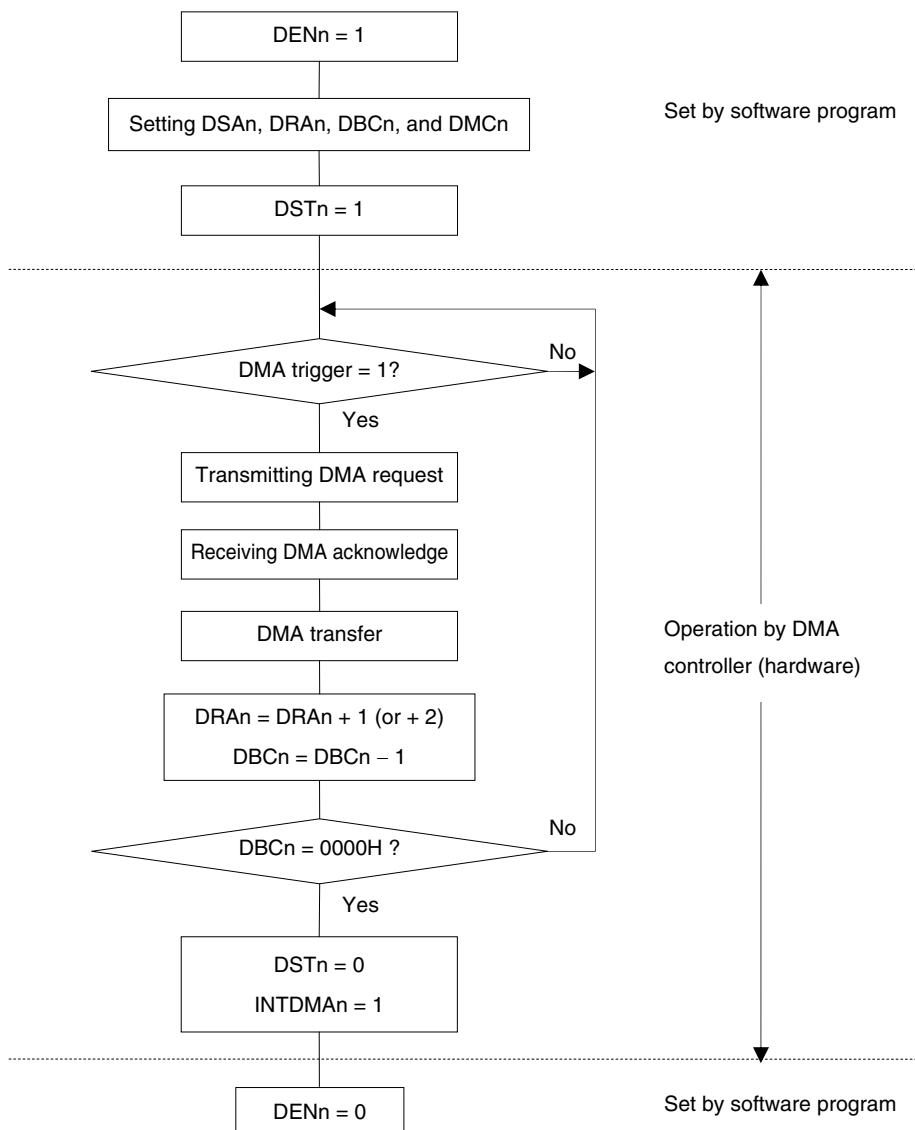 DENn = 1
Setting DSAn, DRAn, DBCn, and DMCn
Set by software program
DSTn = 1
DMA trigger = 1?
No
Yes
Transmitting DMA request
Receiving DMA acknowledge
DMA transfer
Operation by DMA
controller (hardware)
DRAn = DRAn + 1 (or + 2)
DBCn = DBCn − 1
DBCn = 0000H ?
No
Yes
DSTn = 0
INTDMAn = 1
DENn = 0
Set by software program